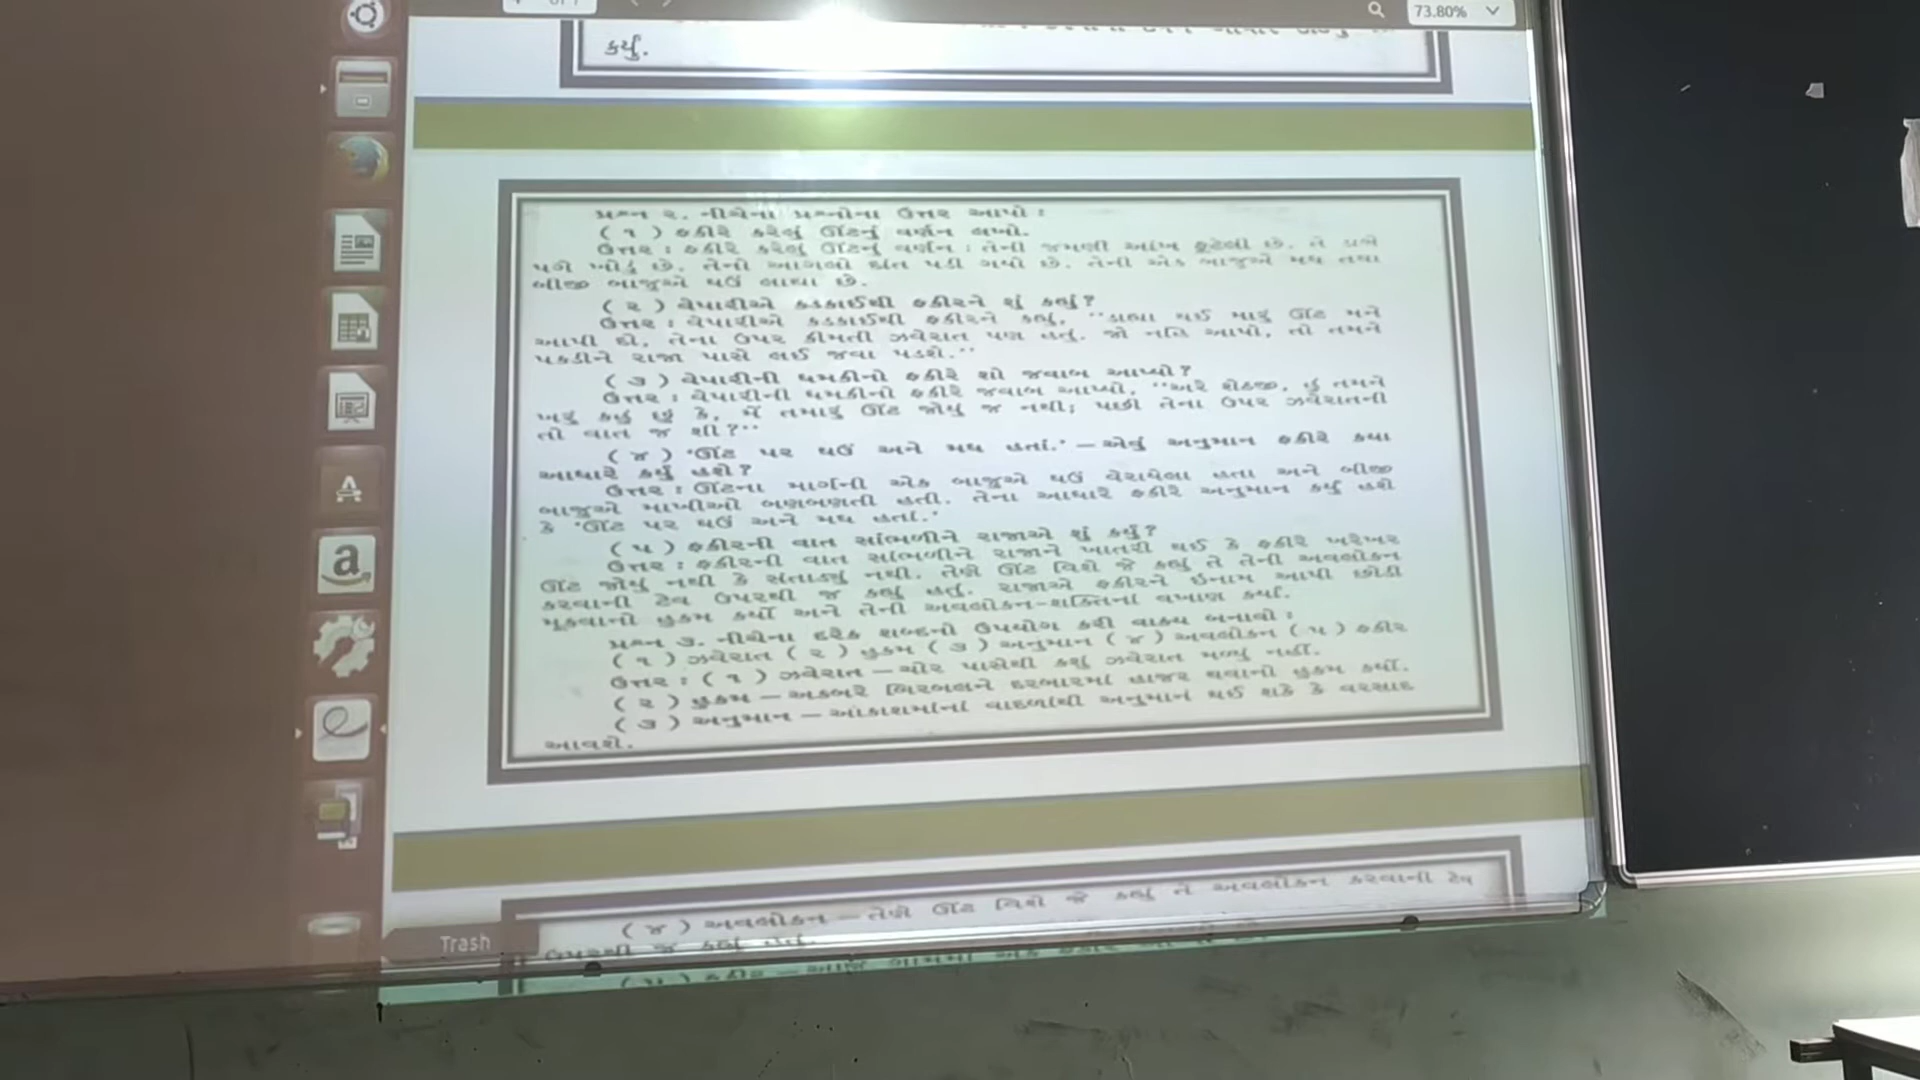 73.80%
કર્યું.
પ્રશ્ન ૨. નીચેના પ્રશ્નોના ઉત્તર આપો :
(૧) ફકીરે કરેલું ઊંટનું વર્ણન લખો.
ઉત્તર : ફકીરે કરેલું ઊંટનું વર્ણન : તેની જમણી આંખ ફૂટેલી છે. તે ડાબે
પગે ખોડું છે. તેનો આગલો દાંત પડી ગયો છે. તેની એક બાજુએ મધ તથા
બીજી બાજુએ ઘઉં લાદ્યા છે.
(૨) વેપારીએ કડકાઈથી ફકીરને શું કહ્યું?
ઉત્તર : વેપારીએ કડકાઈથી ફકીરને કહ્યું, "ડાહ્યા થઈ મારું ઊંટ મને
આપી દો, તેના ઉપર કીમતી ઝવેરાત પણ હતું. જો નહિ આપો, તો તમને
પકડીને રાજા પાસે લઈ જવા પડશે."
(૩) વેપારીની ધમકીનો ફકીરે શો જવાબ આપ્યો?
ઉત્તર : વેપારીની ધમકીનો ફકીરે જવાબ આપ્યો, "અરે શેઠજી, હું તમને
ખરું કહું છું કે, મેં તમારું ઊંટ જોયું જ નથી; પછી તેના ઉપર ઝવેરાતની
તો વાત જ શી?"
(૪) 'ઊંટ પર ઘઉં અને મધ હતાં.' – એવું અનુમાન ફકીરે કયા
આધારે કર્યું હશે?
ઉત્તર : ઊંટના માર્ગની એક બાજુએ ઘઉં વેરાયેલા હતા અને બીજી
બાજુએ માખીઓ બણબણતી હતી. તેના આધારે ફકીરે અનુમાન કર્યું હશે
કે 'ઊંટ પર ઘઉં અને મધ હતાં.'
(૫) ફકીરની વાત સાંભળીને રાજાએ શું કર્યું?
ઉત્તર : ફકીરની વાત સાંભળીને રાજાને ખાતરી થઈ કે ફકીરે ખરેખર
ઊંટ જોયું નથી કે સંતાડ્યું નથી. તેણે ઊંટ વિશે જે કહ્યું તે તેની અવલોકન
કરવાની ટેવ ઉપરથી જ કહ્યું હતું. રાજાએ ફકીરને ઇનામ આપી છોડી
મૂકવાનો હુકમ કર્યો અને તેની અવલોકન-શક્તિનાં વખાણ કર્યાં.
પ્રશ્ન ૩. નીચેના દરેક શબ્દનો ઉપયોગ કરી વાક્ય બનાવો :
(૧) ઝવેરાત (૨) હુકમ (૩) અનુમાન (૪) અવલોકન (૫) ફકીર
ઉત્તર : (૧) ઝવેરાત – ચોર પાસેથી કશું ઝવેરાત મળ્યું નહીં.
(૨) હુકમ – અકબરે બિરબલને દરબારમાં હાજર થવાનો હુકમ કર્યો.
(૩) અનુમાન – આકાશમાંનાં વાદળાંથી અનુમાન થઈ શકે કે વરસાદ
આવશે.
(૪) અવલોકન – તેણે ઊંટ વિશે જે કહ્યું તે અવલોકન કરવાની ટેવ
ઉપરથી જ કહ્યું હતું.
(૫) ફકીર –
Trash